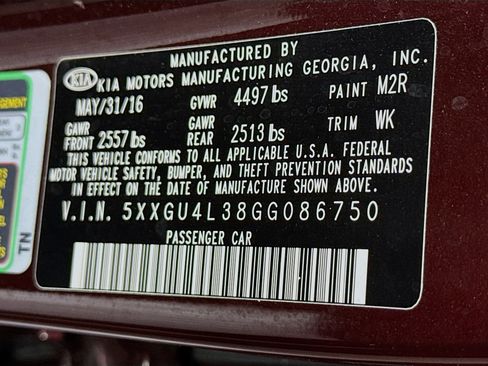 MANUFACTURED BY
KIA KIA MOTORS MANUFACTURING GEORGIA, INC.
MAY/31/16 GVWR 4497 lbs PAINT M2R
GAWR FRONT 2557 lbs GAWR REAR 2513 lbs TRIM WK
THIS VEHICLE CONFORMS TO ALL APPLICABLE U.S.A. FEDERAL
MOTOR VEHICLE SAFETY, BUMPER, AND THEFT PREVENTION STANDARDS
IN EFFECT ON THE DATE OF MANUFACTURE SHOWN ABOVE.
V.I.N. 5XXGU4L38GG086750
PASSENGER CAR
TN